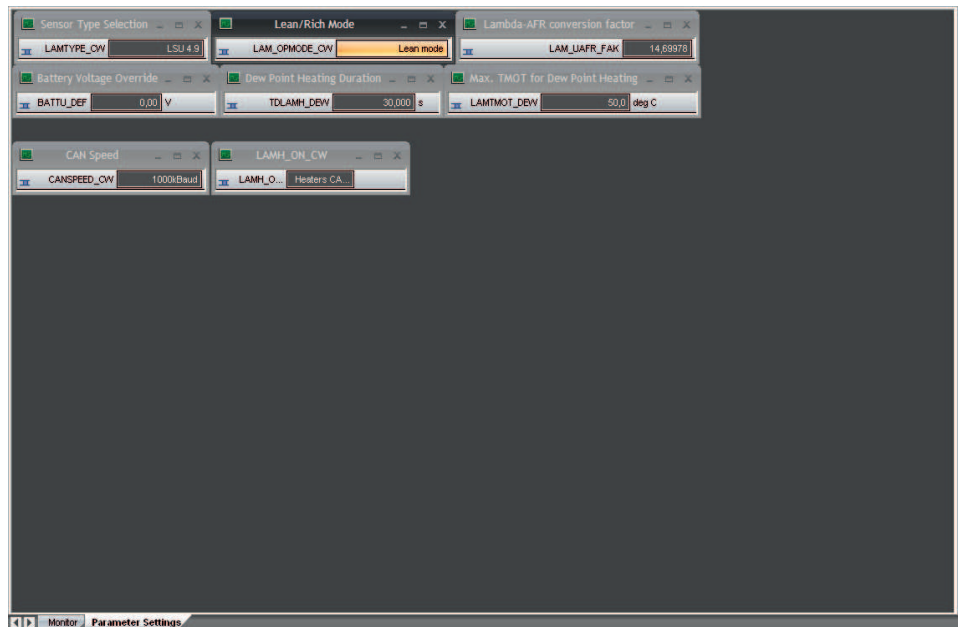 Sensor Type Selection
LAMTYPE_CW LSU 4.9
Lean/Rich Mode
LAM_OPMODE_CW Lean mode
Lambda-AFR conversion factor
LAM_UAFR_FAK 14,69978
Battery Voltage Override
BATTU_DEF 0,00 V
Dew Point Heating Duration
TDLAMH_DEW 30,000 s
Max. TMOT for Dew Point Heating
LAMTMOT_DEW 50,0 deg C
CAN Speed
CANSPEED_CW 1000kBaud
LAMH_ON_CW
LAMH_O... Heaters CA...
Monitor Parameter Settings